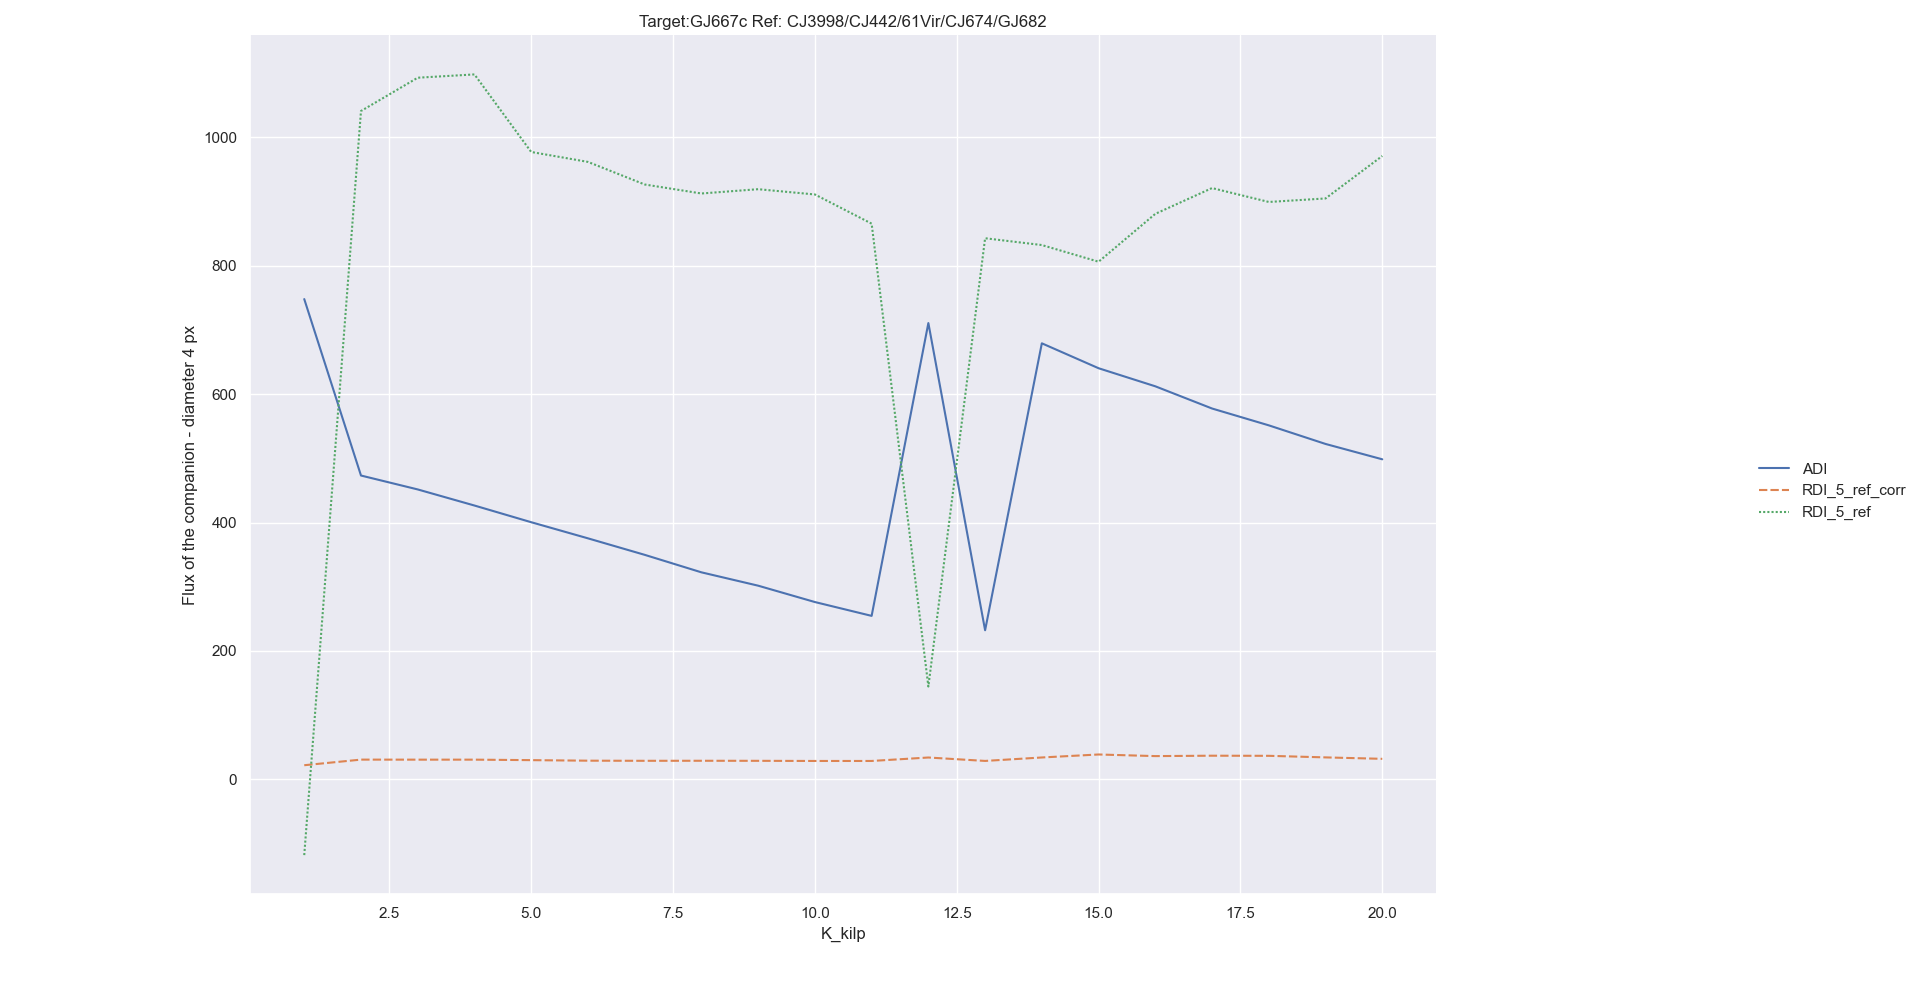 Target:GJ667c Ref: CJ3998/CJ442/61Vir/CJ674/GJ682
Flux of the companion - diameter 4 px
1000
800
600
400
200
0
2.5 5.0 7.5 10.0 12.5 15.0 17.5 20.0
K_kilp
ADI
RDI_5_ref_corr
RDI_5_ref